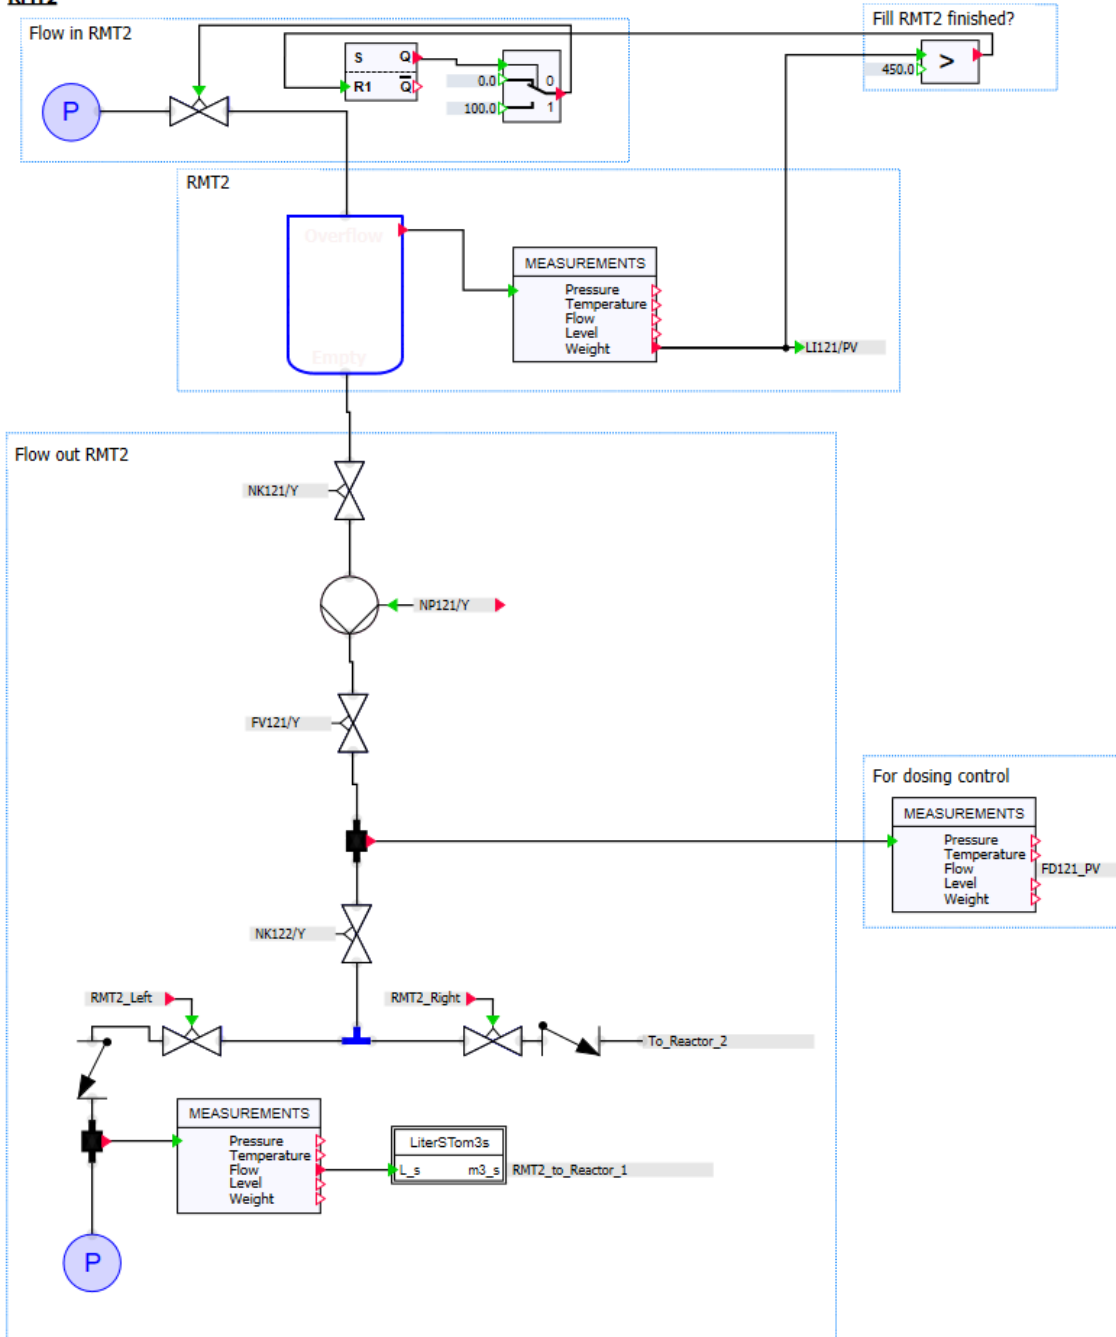 RMT2
Flow in RMT2
Fill RMT2 finished?
S Q
R1 Q
0.0
100.0
0
1
450.0
>
P
RMT2
Overflow
Empty
MEASUREMENTS
Pressure
Temperature
Flow
Level
Weight
LI121/PV
Flow out RMT2
NK121/Y
NP121/Y
FV121/Y
For dosing control
MEASUREMENTS
Pressure
Temperature
Flow
Level
Weight
FD121_PV
NK122/Y
RMT2_Left
RMT2_Right
To_Reactor_2
MEASUREMENTS
Pressure
Temperature
Flow
Level
Weight
LiterSTom3s
L_s m3_s
RMT2_to_Reactor_1
P